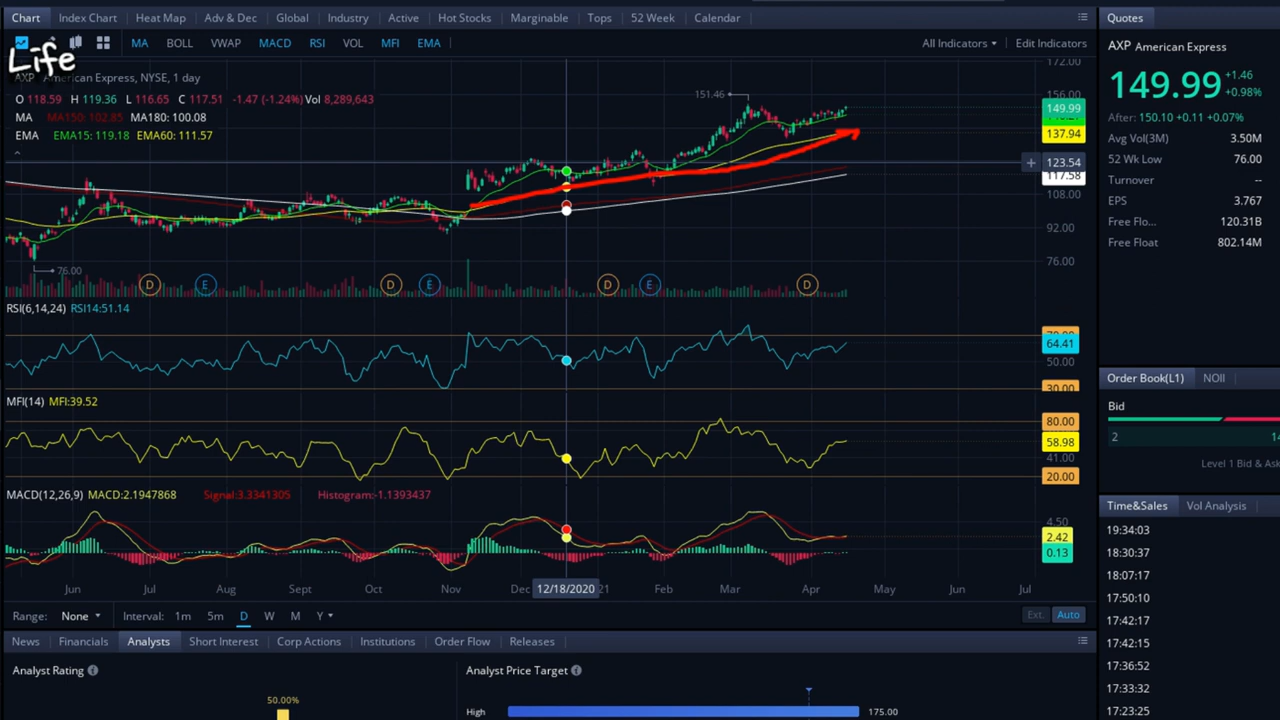 Chart Index Chart Heat Map Adv & Dec Global Industry Active Hot Stocks Marginable Tops 52 Week Calendar
Quotes
Life
MA BOLL VWAP MACD RSI VOL MFI EMA
All Indicators Edit Indicators
AXP American Express
AXP American Express, NYSE, 1 day
172.00
149.99 +1.46
+0.98%
O 118.59 H 119.36 L 116.65 C 117.51 -1.47 (-1.24%) Vol 8,289,643
151.46
156.00
149.99
MA MA150: 102.85 MA180: 100.08
After: 150.10 +0.11 +0.07%
EMA EMA15: 119.18 EMA60: 111.57
137.94
Avg Vol(3M) 3.50M
52 Wk Low 76.00
+ 123.54
117.58
Turnover --
108.00
EPS 3.767
92.00
Free Flo... 120.31B
Free Float 802.14M
76.00
76.00
D E D E D E D
RSI(6,14,24) RSI14:51.14
70.00
64.41
50.00
30.00
Order Book(L1) NOII
MFI(14) MFI:39.52
Bid
80.00
58.98
41.00
20.00
2 14
Level 1 Bid & Ask
MACD(12,26,9) MACD:2.1947868 Signal:3.3341305 Histogram:-1.1393437
4.50
2.42
0.13
Time&Sales Vol Analysis
19:34:03
18:30:37
18:07:17
17:50:10
17:42:17
17:42:15
17:36:52
17:33:32
17:23:25
Jun Jul Aug Sept Oct Nov Dec 12/18/2020 21 Feb Mar Apr May Jun Jul
Range: None Interval: 1m 5m D W M Y
Ext. Auto
News Financials Analysts Short Interest Corp Actions Institutions Order Flow Releases
Analyst Rating
Analyst Price Target
50.00%
High 175.00